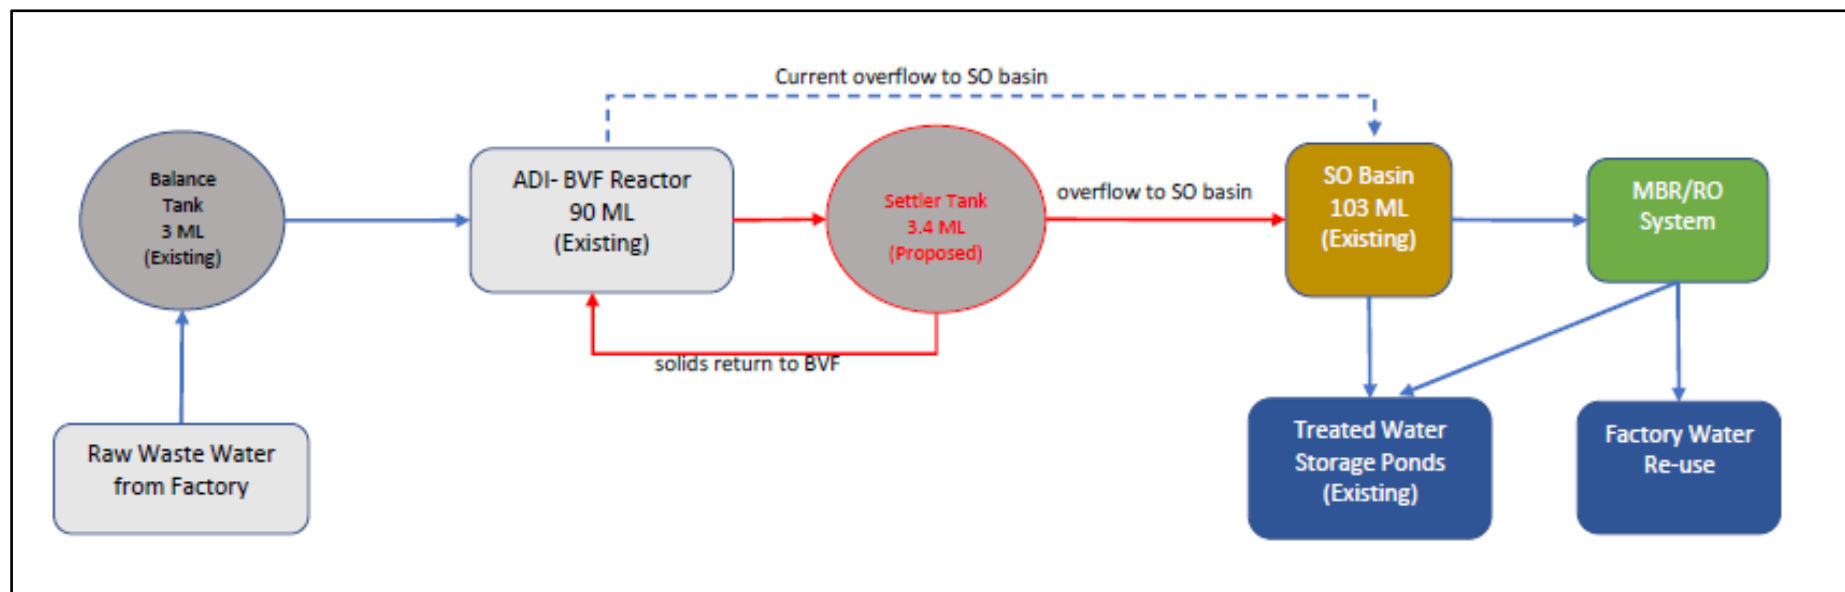 Current overflow to SO basin
Balance
Tank
3 ML
(Existing)
ADI- BVF Reactor
90 ML
(Existing)
Settler Tank
3.4 ML
(Proposed)
overflow to SO basin
SO Basin
103 ML
(Existing)
MBR/RO
System
solids return to BVF
Raw Waste Water
from Factory
Treated Water
Storage Ponds
(Existing)
Factory Water
Re-use